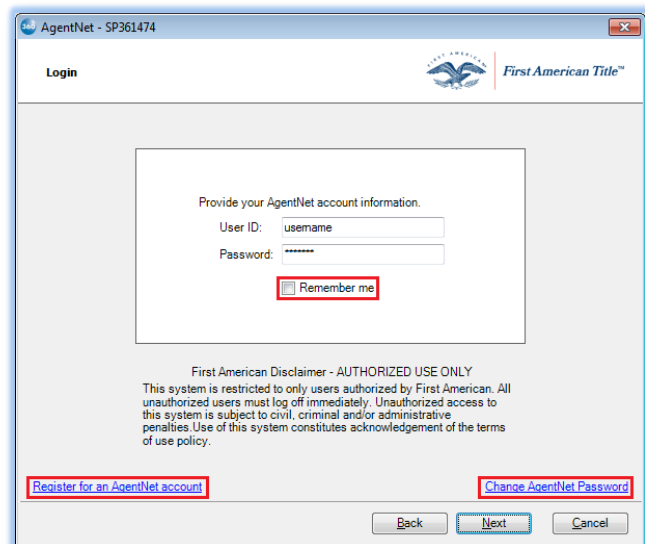 360 AgentNet - SP361474
Login
FIRST AMERICAN
First American Title™
Provide your AgentNet account information.
User ID: username
Password: *******
Remember me
First American Disclaimer - AUTHORIZED USE ONLY
This system is restricted to only users authorized by First American. All
unauthorized users must log off immediately. Unauthorized access to
this system is subject to civil, criminal and/or administrative
penalties.Use of this system constitutes acknowledgement of the terms
of use policy.
Register for an AgentNet account
Change AgentNet Password
Back
Next
Cancel